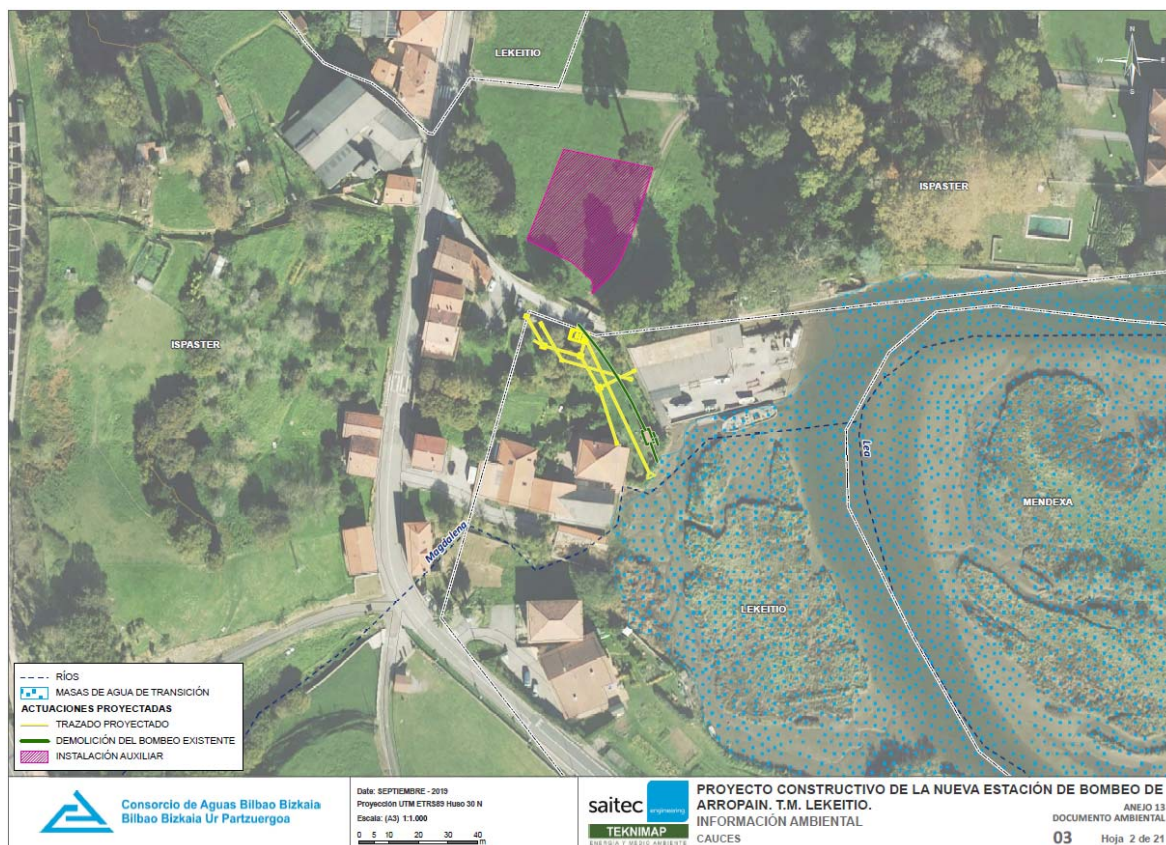 LEKEITIO
N
W
E
S
ISPASTER
ISPASTER
Lea
MENDEXA
Magdalena
LEKEITIO
RÍOS
MASAS DE AGUA DE TRANSICIÓN
ACTUACIONES PROYECTADAS
TRAZADO PROYECTADO
DEMOLICIÓN DEL BOMBEO EXISTENTE
INSTALACIÓN AUXILIAR
Consorcio de Aguas Bilbao Bizkaia
Bilbao Bizkaia Ur Partzuergoa
Date: SEPTIEMBRE - 2019
Proyección UTM ETRS89 Huso 30 N
Escala: (A3) 1:1.000
0 5 10 20 30 40
m
saitec engineering
TEKNIMAP
ENERGÍA Y MEDIO AMBIENTE
PROYECTO CONSTRUCTIVO DE LA NUEVA ESTACIÓN DE BOMBEO DE
ARROPAIN. T.M. LEKEITIO.
INFORMACIÓN AMBIENTAL
CAUCES
ANEJO 13
DOCUMENTO AMBIENTAL
03 Hoja 2 de 21